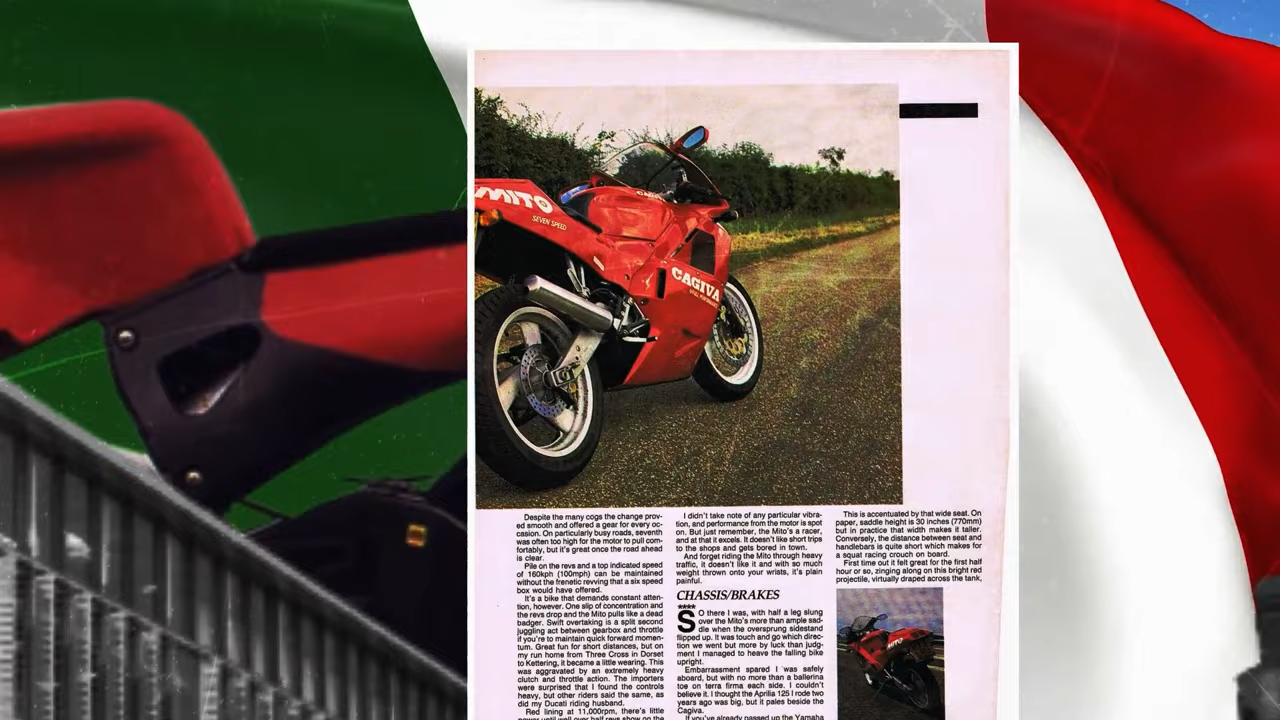 MITO
SEVEN SPEED
CAGIVA
CAGIVA
Despite the many cogs the change prov-
ed smooth and offered a gear for every oc-
casion. On particularly busy roads, seventh
was often too high for the motor to pull com-
fortably, but it's great once the road ahead
is clear.
Pile on the revs and a top indicated speed
of 160kph (100mph) can be maintained
without the frenetic revving that a six speed
box would have offered.
It's a bike that demands constant atten-
tion, however. One slip of concentration and
the revs drop and the Mito pulls like a dead
badger. Swift overtaking is a split second
juggling act between gearbox and throttle
if you're to maintain quick forward momen-
tum. Great fun for short distances, but on
my run home from Three Cross in Dorset
to Kettering, it became a little wearing. This
was aggravated by an extremely heavy
clutch and throttle action. The importers
were surprised that I found the controls
heavy, but other riders said the same, as
did my Ducati riding husband.
Red lining at 11,000rpm, there's little
power until well over half revs show on the
I didn't take note of any particular vibra-
tion, and performance from the motor is spot
on. But just remember, the Mito's a racer,
and at that it excels. It doesn't like short trips
to the shops and gets bored in town.
And forget riding the Mito through heavy
traffic, it doesn't like it and with so much
weight thrown onto your wrists, it's plain
painful.
CHASSIS/BRAKES
****
SO there I was, with half a leg slung
over the Mito's more than ample sad-
dle when the oversprung sidestand
flipped up. It was touch and go which direc-
tion we went but more by luck than judg-
ment I managed to heave the falling bike
upright.
Embarrassment spared I was safely
aboard, but with no more than a ballerina
toe on terra firma each side. I couldn't
believe it. I thought the Aprilia 125 I rode two
years ago was big, but it pales beside the
Cagiva.
If you've already passed up the Yamaha
This is accentuated by that wide seat. On
paper, saddle height is 30 inches (770mm)
but in practice that width makes it taller.
Conversely, the distance between seat and
handlebars is quite short which makes for
a squat racing crouch on board.
First time out it felt great for the first half
hour or so, zinging along on this bright red
projectile, virtually draped across the tank,
MITO